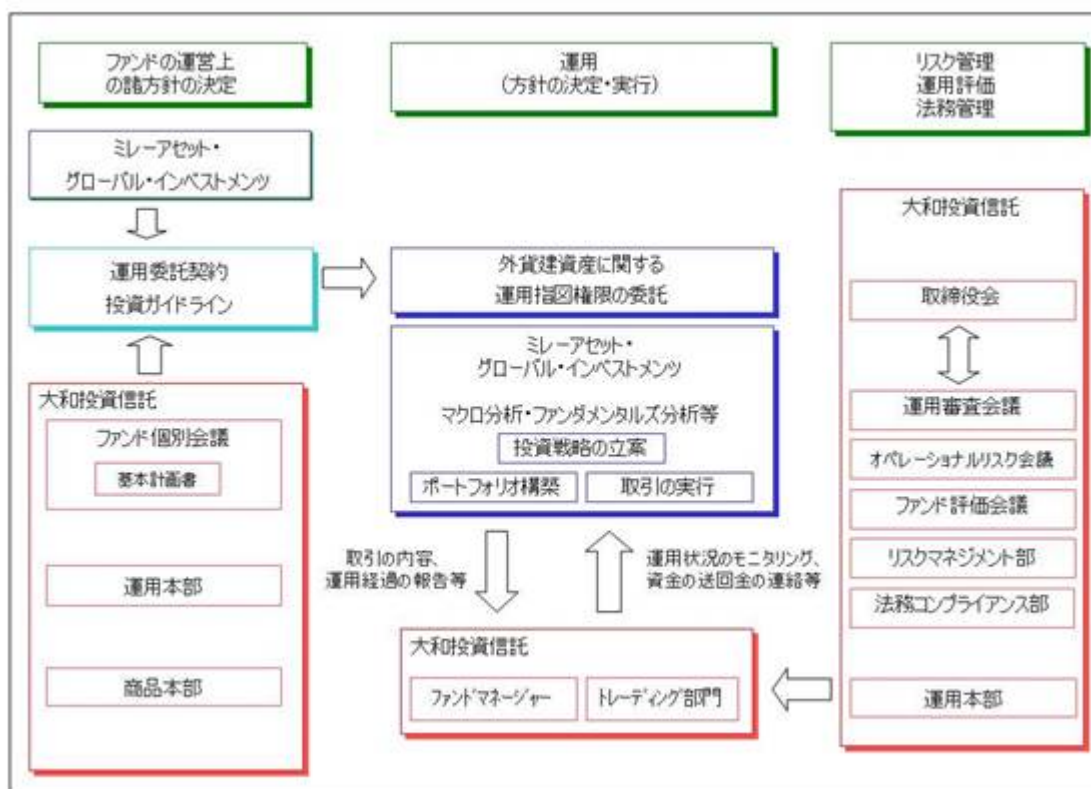 ファンドの運営上
の諸方針の決定
運用
(方針の決定・実行)
リスク管理
運用評価
法務管理
ミレーアセット・
グローバル・インベストメンツ
運用委託契約
投資ガイドライン
大和投資信託
ファンド個別会議
基本計画書
運用本部
商品本部
外貨建資産に関する
運用指図権限の委託
ミレーアセット・
グローバル・インベストメンツ
マクロ分析・ファンダメンタルズ分析等
投資戦略の立案
ポートフォリオ構築
取引の実行
取引の内容、
運用経過の報告等
運用状況のモニタリング、
資金の送回金の連絡等
大和投資信託
ファンドマネージャー
トレーディング部門
大和投資信託
取締役会
運用審査会議
オペレーショナルリスク会議
ファンド評価会議
リスクマネジメント部
法務コンプライアンス部
運用本部